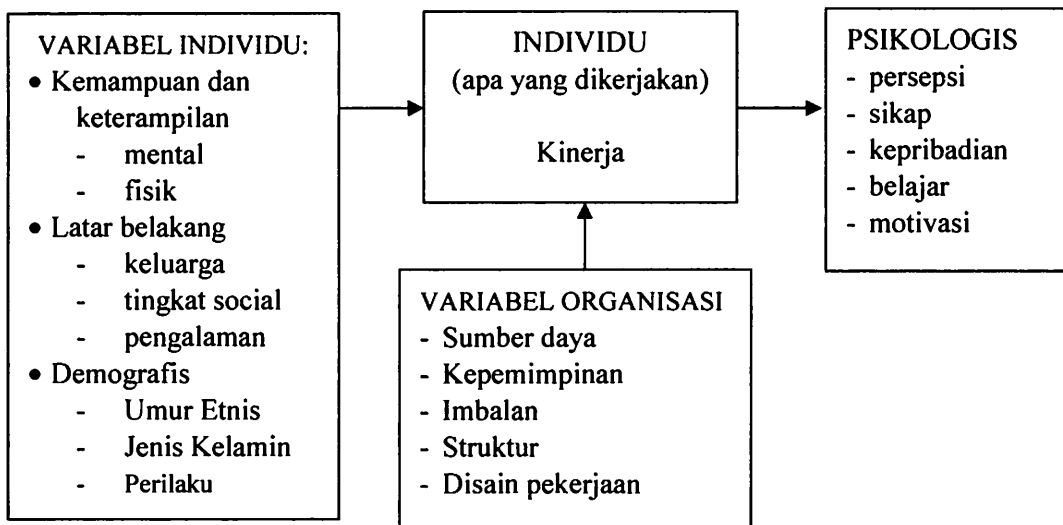 VARIABEL INDIVIDU:
• Kemampuan dan
keterampilan
- mental
- fisik
• Latar belakang
- keluarga
- tingkat social
- pengalaman
• Demografis
- Umur Etnis
- Jenis Kelamin
- Perilaku
INDIVIDU
(apa yang dikerjakan)
Kinerja
VARIABEL ORGANISASI
- Sumber daya
- Kepemimpinan
- Imbalan
- Struktur
- Disain pekerjaan
PSIKOLOGIS
- persepsi
- sikap
- kepribadian
- belajar
- motivasi